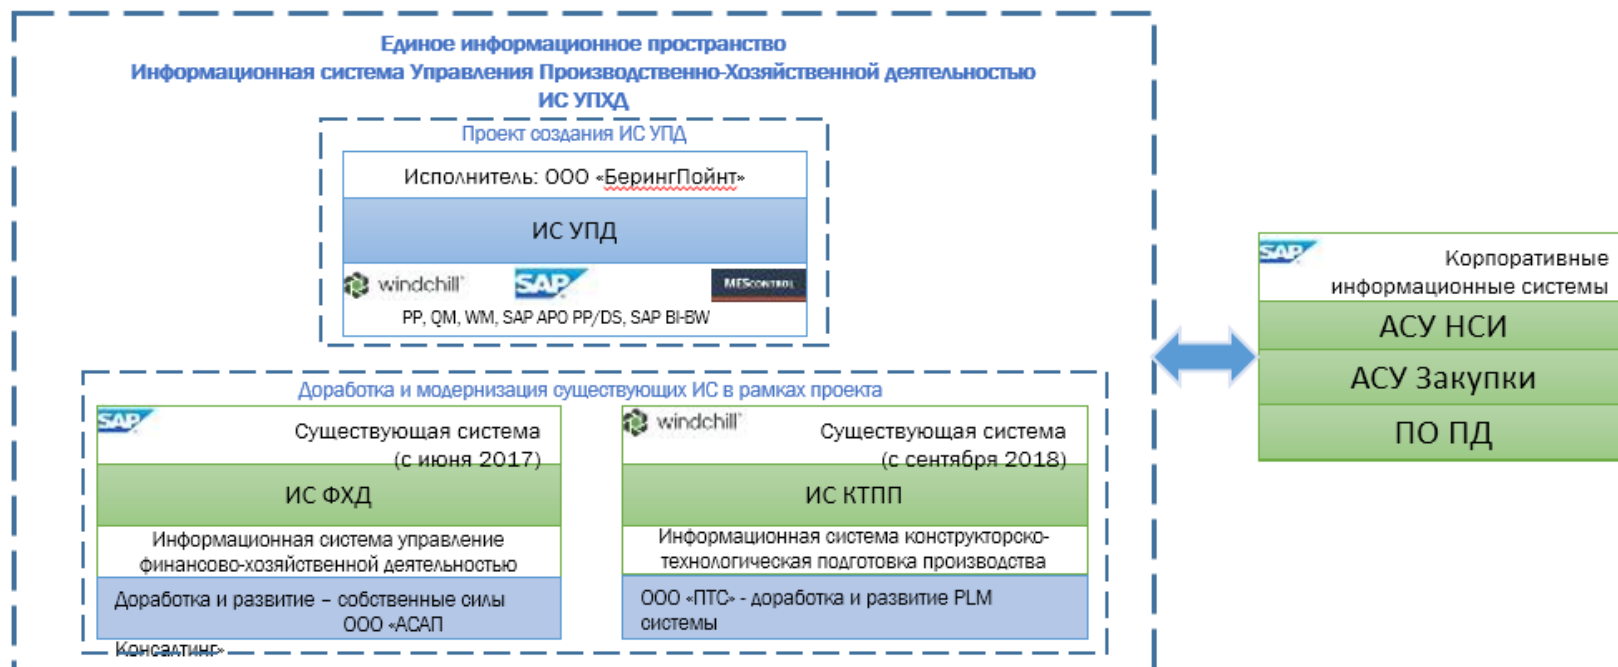 Единое информационное пространство
Информационная система Управления Производственно-Хозяйственной деятельностью
ИС УПХД
Проект создания ИС УПД
Исполнитель: ООО «БерингПойнт»
ИС УПД
windchill
SAP
MESCONTROL
PP, QM, WM, SAP APO PP/DS, SAP BI-BW
Доработка и модернизация существующих ИС в рамках проекта
SAP
Существующая система
(с июня 2017)
ИС ФХД
Информационная система управление
финансово-хозяйственной деятельностью
Доработка и развитие – собственные силы
ООО «АСАП
Консалтинг»
windchill
Существующая система
(с сентября 2018)
ИС КТПП
Информационная система конструкторско-
технологическая подготовка производства
ООО «ПТС» - доработка и развитие PLM
системы
SAP
Корпоративные
информационные системы
АСУ НСИ
АСУ Закупки
ПО ПД